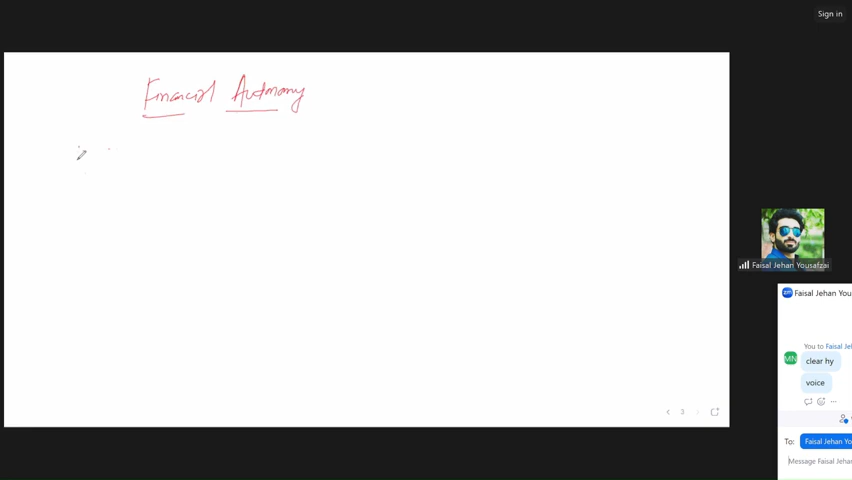 Sign in
Financial Autonomy
Faisal Jehan Yousafzai
Faisal Jehan You
You to Faisal Jeh
MN
clear hy
voice
3
To: Faisal Jehan Yo
Message Faisal Jehan